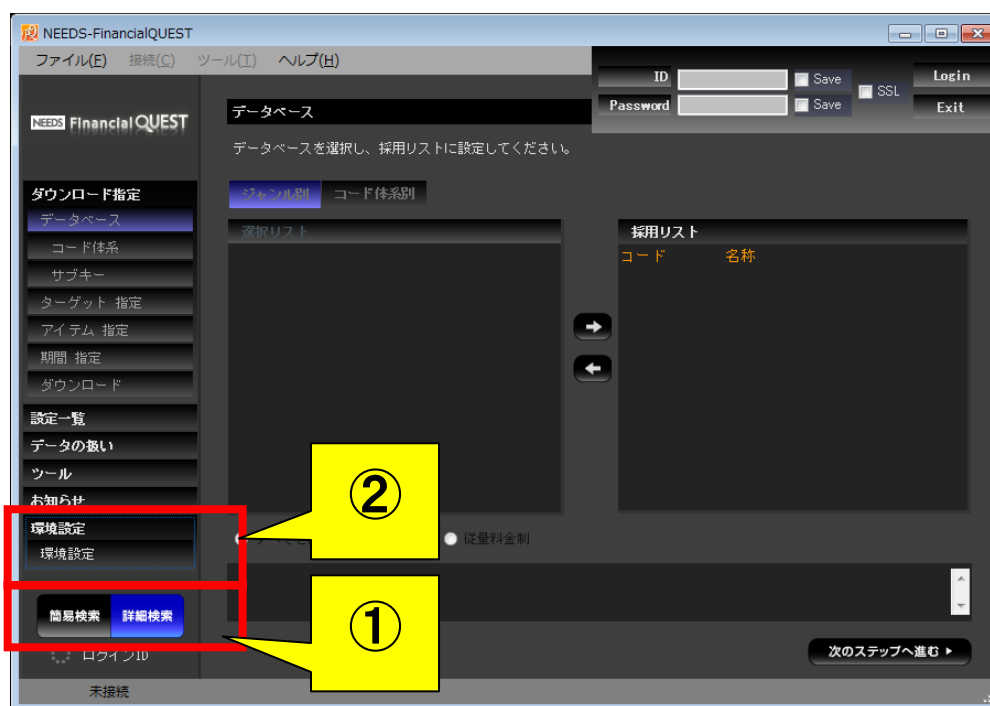 NEEDS-FinancialQUEST
ファイル(F) 接続(C) ツール(T) ヘルプ(H)
ID Save SSL Login
Password Save Exit
NEEDS Financial QUEST
データベース
データベースを選択し、採用リストに設定してください。
ダウンロード指定
データベース
コード体系
サブキー
ターゲット 指定
アイテム 指定
期間 指定
ダウンロード
設定一覧
データの扱い
ツール
お知らせ
環境設定
環境設定
簡易検索 詳細検索
ログインID
未接続
ジャンル別 コード体系別
選択リスト
採用リスト
コード 名称
②
従量料金制
①
次のステップへ進む